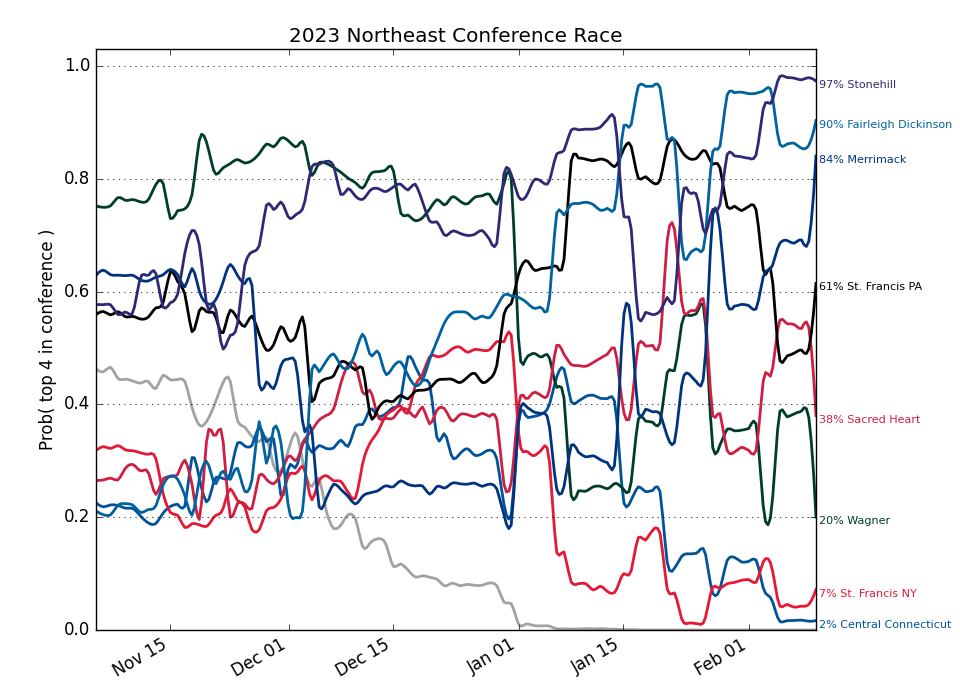 2023 Northeast Conference Race
Prob( top 4 in conference )
1.0
0.8
0.6
0.4
0.2
0.0
Nov 15
Dec 01
Dec 15
Jan 01
Jan 15
Feb 01
97% Stonehill
90% Fairleigh Dickinson
84% Merrimack
61% St. Francis PA
38% Sacred Heart
20% Wagner
7% St. Francis NY
2% Central Connecticut